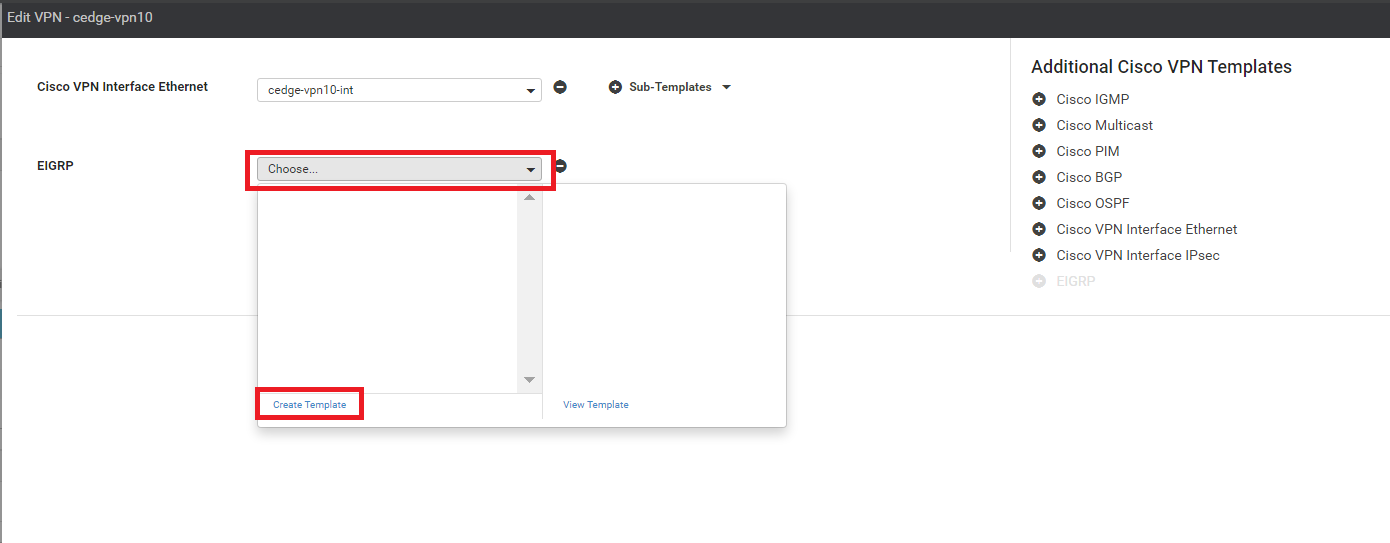 Edit VPN - cedge-vpn10
Cisco VPN Interface Ethernet
cedge-vpn10-int
Sub-Templates
EIGRP
Choose...
Create Template
View Template
Additional Cisco VPN Templates
Cisco IGMP
Cisco Multicast
Cisco PIM
Cisco BGP
Cisco OSPF
Cisco VPN Interface Ethernet
Cisco VPN Interface IPsec
EIGRP